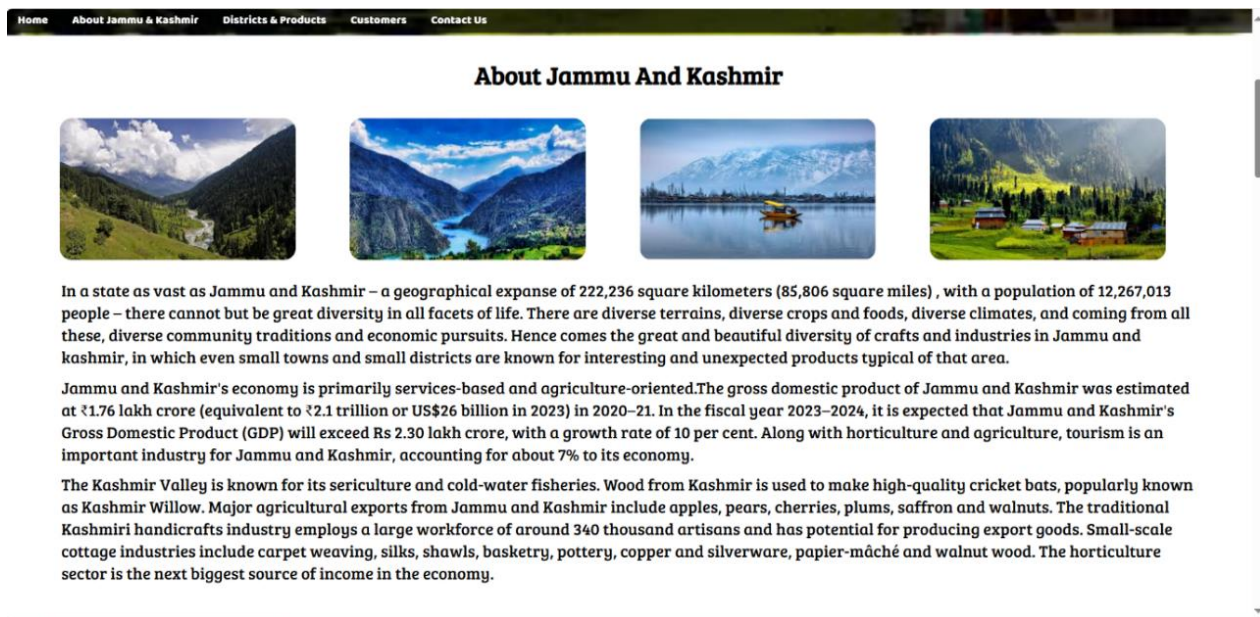 Home About Jammu & Kashmir Districts & Products Customers Contact Us
About Jammu And Kashmir
In a state as vast as Jammu and Kashmir – a geographical expanse of 222,236 square kilometers (85,806 square miles) , with a population of 12,267,013
people – there cannot but be great diversity in all facets of life. There are diverse terrains, diverse crops and foods, diverse climates, and coming from all
these, diverse community traditions and economic pursuits. Hence comes the great and beautiful diversity of crafts and industries in Jammu and
kashmir, in which even small towns and small districts are known for interesting and unexpected products typical of that area.
Jammu and Kashmir's economy is primarily services-based and agriculture-oriented.The gross domestic product of Jammu and Kashmir was estimated
at ₹1.76 lakh crore (equivalent to ₹2.1 trillion or US$26 billion in 2023) in 2020–21. In the fiscal year 2023–2024, it is expected that Jammu and Kashmir's
Gross Domestic Product (GDP) will exceed Rs 2.30 lakh crore, with a growth rate of 10 per cent. Along with horticulture and agriculture, tourism is an
important industry for Jammu and Kashmir, accounting for about 7% to its economy.
The Kashmir Valley is known for its sericulture and cold-water fisheries. Wood from Kashmir is used to make high-quality cricket bats, popularly known
as Kashmir Willow. Major agricultural exports from Jammu and Kashmir include apples, pears, cherries, plums, saffron and walnuts. The traditional
Kashmiri handicrafts industry employs a large workforce of around 340 thousand artisans and has potential for producing export goods. Small-scale
cottage industries include carpet weaving, silks, shawls, basketry, pottery, copper and silverware, papier-mâché and walnut wood. The horticulture
sector is the next biggest source of income in the economy.